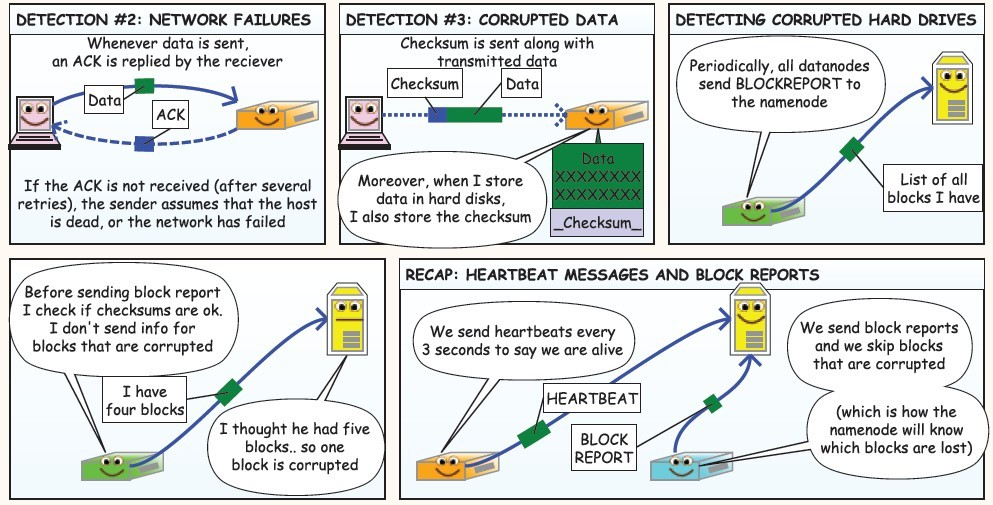 DETECTION #2: NETWORK FAILURES
Whenever data is sent,
an ACK is replied by the reciever
Data
ACK
If the ACK is not received (after several
retries), the sender assumes that the host
is dead, or the network has failed
DETECTION #3: CORRUPTED DATA
Checksum is sent along with
transmitted data
Checksum
Data
Moreover, when I store
data in hard disks,
I also store the checksum
Data
XXXXXXXX
XXXXXXXX
_Checksum_
DETECTING CORRUPTED HARD DRIVES
Periodically, all datanodes
send BLOCKREPORT to
the namenode
List of all
blocks I have
Before sending block report
I check if checksums are ok.
I don't send info for
blocks that are corrupted
I have
four blocks
I thought he had five
blocks.. so one
block is corrupted
RECAP: HEARTBEAT MESSAGES AND BLOCK REPORTS
We send heartbeats every
3 seconds to say we are alive
HEARTBEAT
BLOCK
REPORT
We send block reports
and we skip blocks
that are corrupted
(which is how the
namenode will know
which blocks are lost)